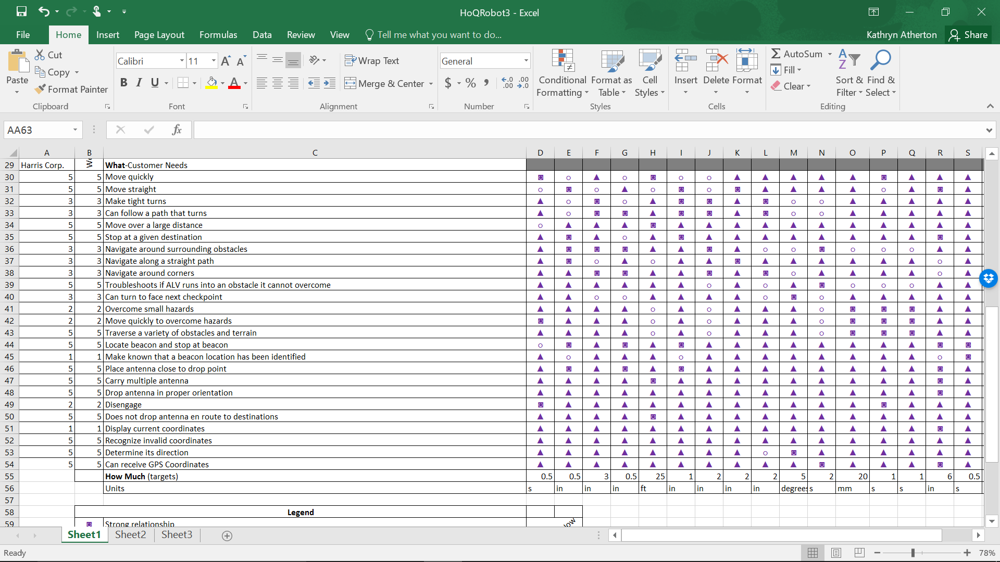 HoQRobot3 - Excel
File Home Insert Page Layout Formulas Data Review View Tell me what you want to do... Kathryn Atherton Share
Cut
Copy
Format Painter
Paste
Clipboard
Calibri 11 A A
B I U A
Font
Wrap Text
Merge & Center
Alignment
General
$ % , .0 .00 .00 .0
Number
Conditional Formatting
Format as Table
Cell Styles
Styles
Insert Delete Format
Cells
AutoSum
Fill
Clear
Sort & Filter
Find & Select
Editing
AA63 fx
A B C D E F G H I J K L M N O P Q R S
29 Harris Corp. What-Customer Needs
30 5 5 Move quickly ◙ ○ ▲ ○ ◙ ○ ○ ▲ ▲ ▲ ▲ ▲ ◙ ▲ ▲ ▲
31 5 5 Move straight ○ ◙ ○ ▲ ○ ◙ ○ ◙ ▲ ▲ ▲ ▲ ○ ▲ ◙ ▲
32 3 3 Make tight turns ▲ ○ ◙ ○ ▲ ◙ ◙ ▲ ◙ ○ ○ ▲ ▲ ▲ ▲ ▲
33 3 3 Can follow a path that turns ▲ ○ ◙ ◙ ▲ ◙ ◙ ▲ ◙ ○ ○ ▲ ▲ ▲ ▲ ▲
34 5 5 Move over a large distance ○ ▲ ▲ ▲ ◙ ▲ ▲ ▲ ▲ ▲ ▲ ▲ ▲ ▲ ▲ ▲
35 5 5 Stop at a given destination ▲ ◙ ▲ ○ ▲ ◙ ▲ ▲ ▲ ▲ ▲ ▲ ▲ ▲ ◙ ▲
36 3 3 Navigate around surrounding obstacles ▲ ◙ ◙ ◙ ▲ ▲ ◙ ▲ ○ ○ ◙ ○ ○ ○ ▲ ▲
37 3 3 Navigate along a straight path ▲ ◙ ○ ▲ ○ ▲ ▲ ◙ ▲ ▲ ▲ ▲ ▲ ▲ ○ ▲
38 3 3 Navigate around corners ▲ ▲ ◙ ◙ ▲ ▲ ◙ ▲ ◙ ○ ▲ ▲ ▲ ▲ ○ ▲
39 5 5 Troubleshoots if ALV runs into an obstacle it cannot overcome ▲ ▲ ▲ ▲ ▲ ▲ ○ ▲ ○ ▲ ◙ ○ ○ ○ ▲ ▲
40 3 3 Can turn to face next checkpoint ▲ ▲ ○ ○ ▲ ▲ ▲ ▲ ○ ◙ ○ ▲ ▲ ▲ ▲ ▲
41 2 2 Overcome small hazards ▲ ▲ ▲ ▲ ○ ▲ ○ ▲ ▲ ▲ ○ ◙ ◙ ◙ ▲ ▲
42 2 2 Move quickly to overcome hazards ◙ ▲ ▲ ▲ ○ ▲ ○ ▲ ▲ ▲ ○ ◙ ◙ ◙ ▲ ▲
43 5 5 Traverse a variety of obstacles and terrain ▲ ▲ ▲ ▲ ○ ▲ ○ ▲ ▲ ▲ ○ ◙ ◙ ◙ ▲ ▲
44 5 5 Locate beacon and stop at beacon ○ ◙ ▲ ◙ ▲ ◙ ▲ ▲ ▲ ▲ ▲ ▲ ▲ ▲ ◙ ◙
45 1 1 Make known that a beacon location has been identified ▲ ○ ▲ ▲ ▲ ○ ▲ ▲ ▲ ▲ ▲ ▲ ▲ ▲ ○ ◙
46 5 5 Place antenna close to drop point ▲ ◙ ▲ ◙ ▲ ◙ ▲ ▲ ▲ ▲ ▲ ▲ ▲ ▲ ◙ ▲
47 5 5 Carry multiple antenna ▲ ▲ ▲ ▲ ◙ ▲ ▲ ▲ ▲ ▲ ▲ ▲ ▲ ▲ ◙ ▲
48 5 5 Drop antenna in proper orientation ▲ ▲ ▲ ▲ ▲ ▲ ▲ ▲ ▲ ▲ ▲ ▲ ▲ ▲ ◙ ▲
49 2 2 Disengage ◙ ▲ ▲ ▲ ▲ ▲ ▲ ▲ ▲ ▲ ▲ ▲ ◙ ▲ ▲ ▲
50 5 5 Does not drop antenna en route to destinations ▲ ▲ ▲ ▲ ◙ ▲ ▲ ▲ ▲ ▲ ▲ ▲ ▲ ▲ ▲ ▲
51 1 1 Display current coordinates ▲ ▲ ▲ ▲ ▲ ▲ ▲ ▲ ▲ ▲ ▲ ▲ ▲ ▲ ◙ ▲
52 5 5 Recognize invalid coordinates ▲ ▲ ▲ ▲ ▲ ▲ ▲ ▲ ▲ ▲ ▲ ▲ ▲ ▲ ▲ ▲
53 5 5 Determine its direction ▲ ▲ ▲ ▲ ▲ ▲ ▲ ▲ ○ ◙ ▲ ▲ ▲ ▲ ▲ ▲
54 5 5 Can receive GPS Coordinates ▲ ▲ ▲ ▲ ▲ ▲ ▲ ▲ ▲ ▲ ◙ ▲ ▲ ▲ ◙ ▲
55 How Much (targets) 0.5 0.5 3 0.5 25 1 2 2 2 5 2 20 1 1 6 0.5
56 Units s in in in ft in in in in degrees s mm s s in s
57
58 Legend
59 ◙ Strong relationship
Sheet1 Sheet2 Sheet3
Ready 78%